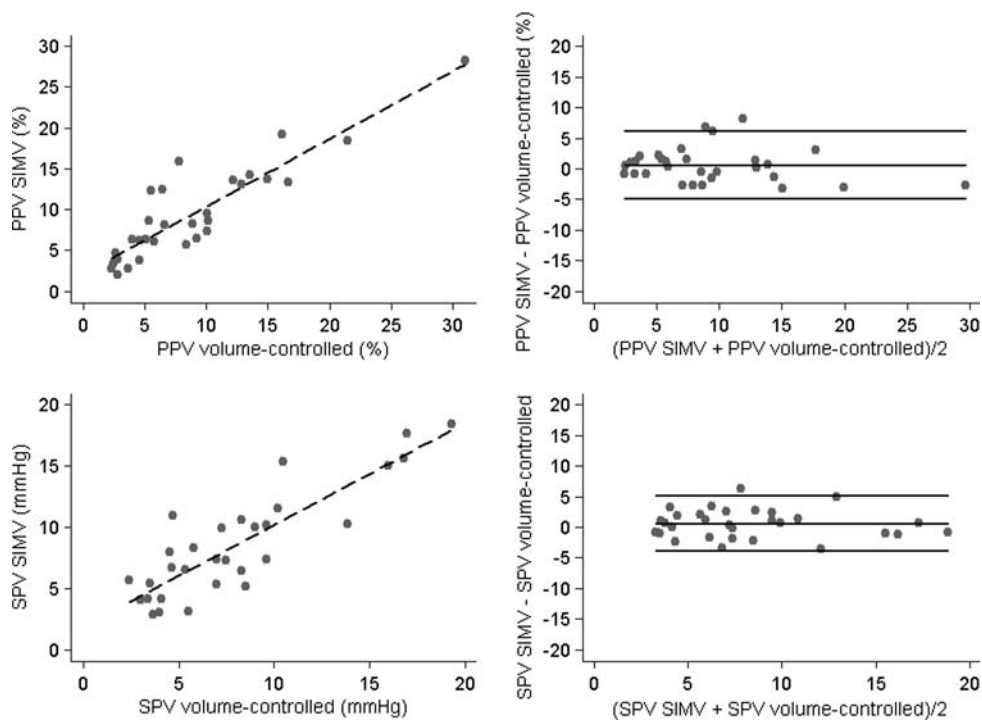 PPV SIMV (%)
30
25
20
15
10
5
0
0 5 10 15 20 25 30
PPV volume-controlled (%)
PPV SIMV - PPV volume-controlled (%)
20
15
10
5
0
-5
-10
-15
-20
0 5 10 15 20 25 30
(PPV SIMV + PPV volume-controlled)/2
SPV SIMV (mmHg)
20
15
10
5
0
0 5 10 15 20
SPV volume-controlled (mmHg)
SPV SIMV - SPV volume-controlled
20
15
10
5
0
-5
-10
-15
-20
0 5 10 15 20
(SPV SIMV + SPV volume-controlled)/2